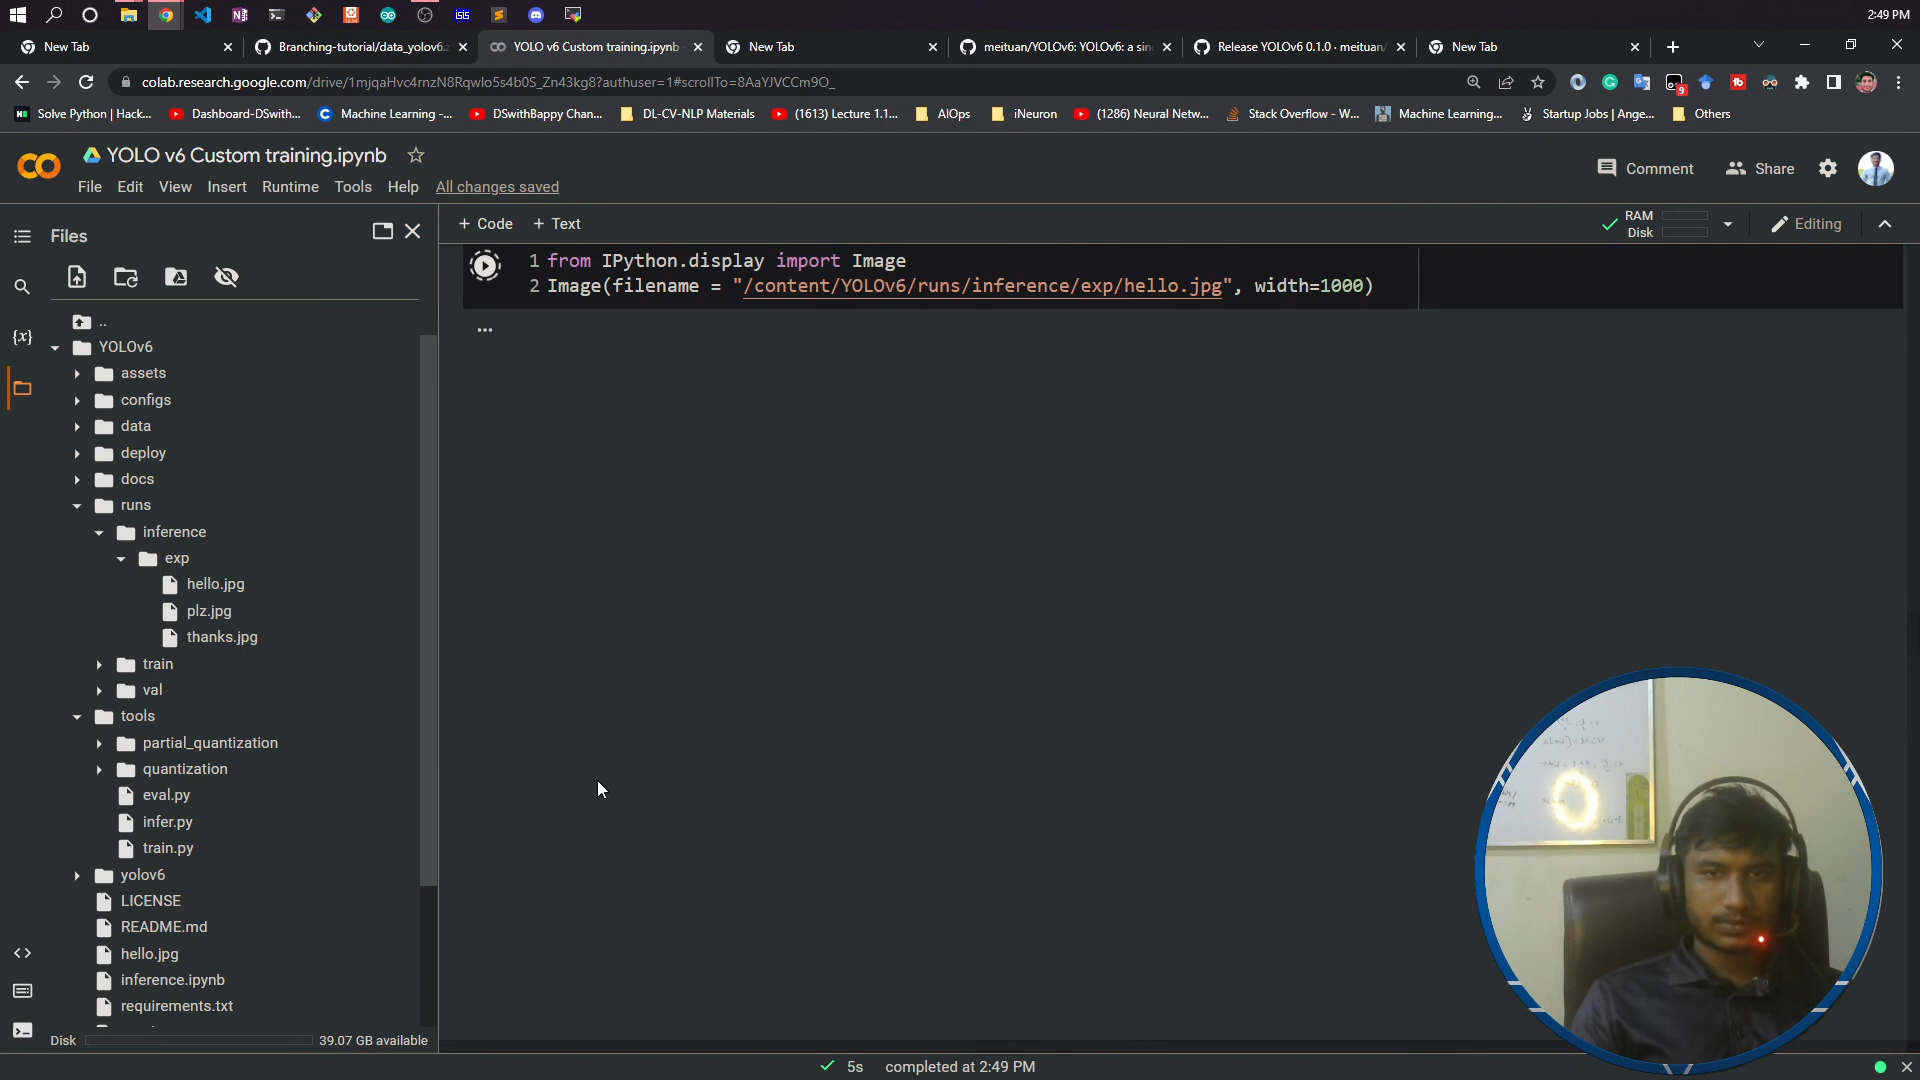 2:49 PM
New Tab
Branching-tutorial/data_yolov6.z
YOLO v6 Custom training.ipynb
New Tab
meituan/YOLOv6: YOLOv6: a sin
Release YOLOv6 0.1.0 · meituan/
New Tab
colab.research.google.com/drive/1mjqaHvc4rnzN8Rqwlo5s4b0S_Zn43kg8?authuser=1#scrollTo=8AaYJVCCm9O_
9
Solve Python | Hack...
Dashboard-DSwith...
Machine Learning -...
DSwithBappy Chan...
DL-CV-NLP Materials
(1613) Lecture 1.1...
AIOps
iNeuron
(1286) Neural Netw...
Stack Overflow - W...
Machine Learning...
Startup Jobs | Ange...
Others
YOLO v6 Custom training.ipynb
Comment
Share
File Edit View Insert Runtime Tools Help All changes saved
Files
+ Code + Text
RAM
Disk
Editing
1 from IPython.display import Image
2 Image(filename = "/content/YOLOv6/runs/inference/exp/hello.jpg", width=1000)
...
{x}
..
YOLOv6
assets
configs
data
deploy
docs
runs
inference
exp
hello.jpg
plz.jpg
thanks.jpg
train
val
tools
partial_quantization
quantization
eval.py
infer.py
train.py
yolov6
LICENSE
README.md
hello.jpg
inference.ipynb
requirements.txt
Disk 39.07 GB available
5s completed at 2:49 PM